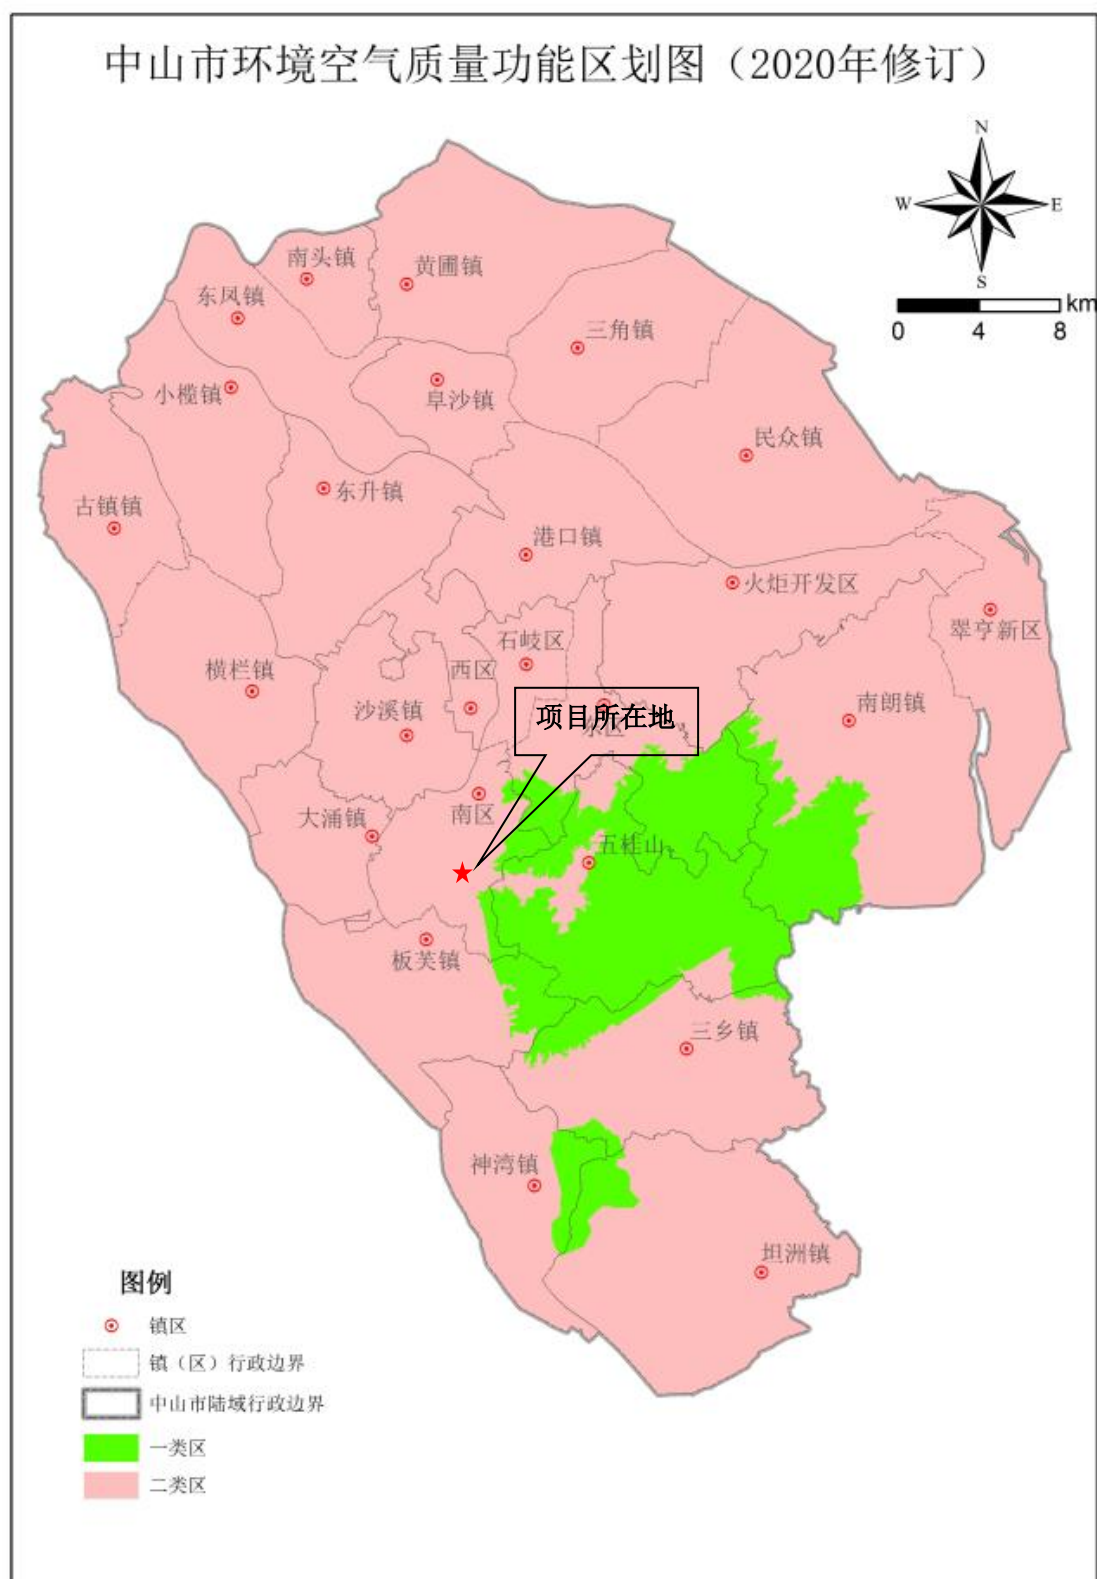 中山市环境空气质量功能区划图（2020年修订）
N
W
E
S
km
0 4 8
南头镇
黄圃镇
东凤镇
三角镇
小榄镇
阜沙镇
民众镇
古镇镇
东升镇
港口镇
火炬开发区
翠亨新区
石岐区
横栏镇
西区
沙溪镇
南朗镇
项目所在地
东区
南区
大涌镇
五桂山
板芙镇
三乡镇
神湾镇
坦洲镇
图例
镇区
镇（区）行政边界
中山市陆域行政边界
一类区
二类区